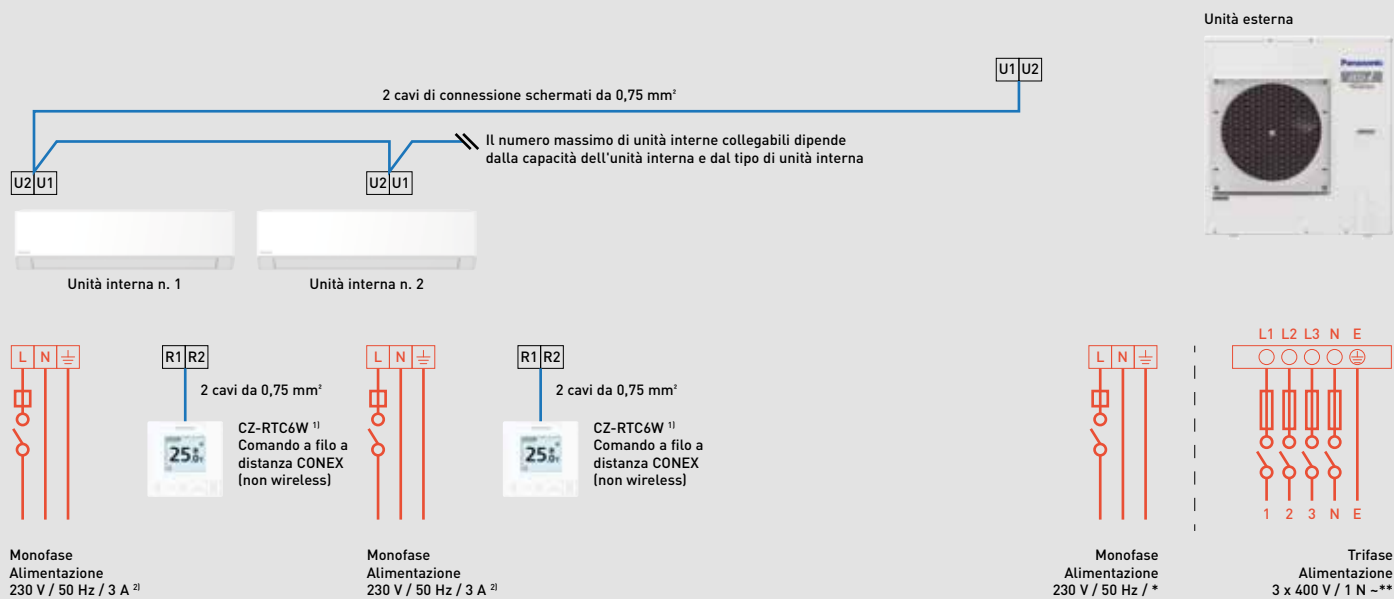 Unità esterna
Panasonic
U1 U2
2 cavi di connessione schermati da 0,75 mm²
Il numero massimo di unità interne collegabili dipende
dalla capacità dell'unità interna e dal tipo di unità interna
U2 U1
U2 U1
Unità interna n. 1
Unità interna n. 2
L N
R1 R2
2 cavi da 0,75 mm²
CZ-RTC6W ¹⁾
Comando a filo a
distanza CONEX
(non wireless)
25.0
L N
R1 R2
2 cavi da 0,75 mm²
CZ-RTC6W ¹⁾
Comando a filo a
distanza CONEX
(non wireless)
25.0
L N
L1 L2 L3 N E
1 2 3 N E
Monofase
Alimentazione
230 V / 50 Hz / 3 A ²⁾
Monofase
Alimentazione
230 V / 50 Hz / 3 A ²⁾
Monofase
Alimentazione
230 V / 50 Hz / *
Trifase
Alimentazione
3 x 400 V / 1 N ~**